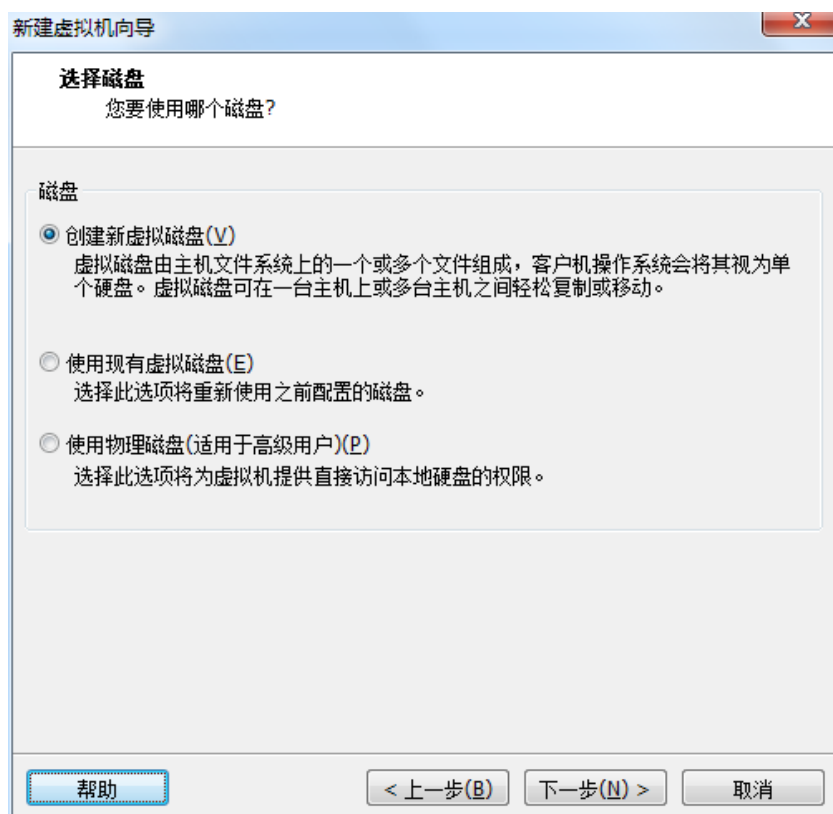 新建虚拟机向导
选择磁盘
您要使用哪个磁盘?
磁盘
创建新虚拟磁盘(V)
虚拟磁盘由主机文件系统上的一个或多个文件组成，客户机操作系统会将其视为单
个硬盘。虚拟磁盘可在一台主机上或多台主机之间轻松复制或移动。
使用现有虚拟磁盘(E)
选择此选项将重新使用之前配置的磁盘。
使用物理磁盘(适用于高级用户)(P)
选择此选项将为虚拟机提供直接访问本地硬盘的权限。
帮助 < 上一步(B) 下一步(N) > 取消